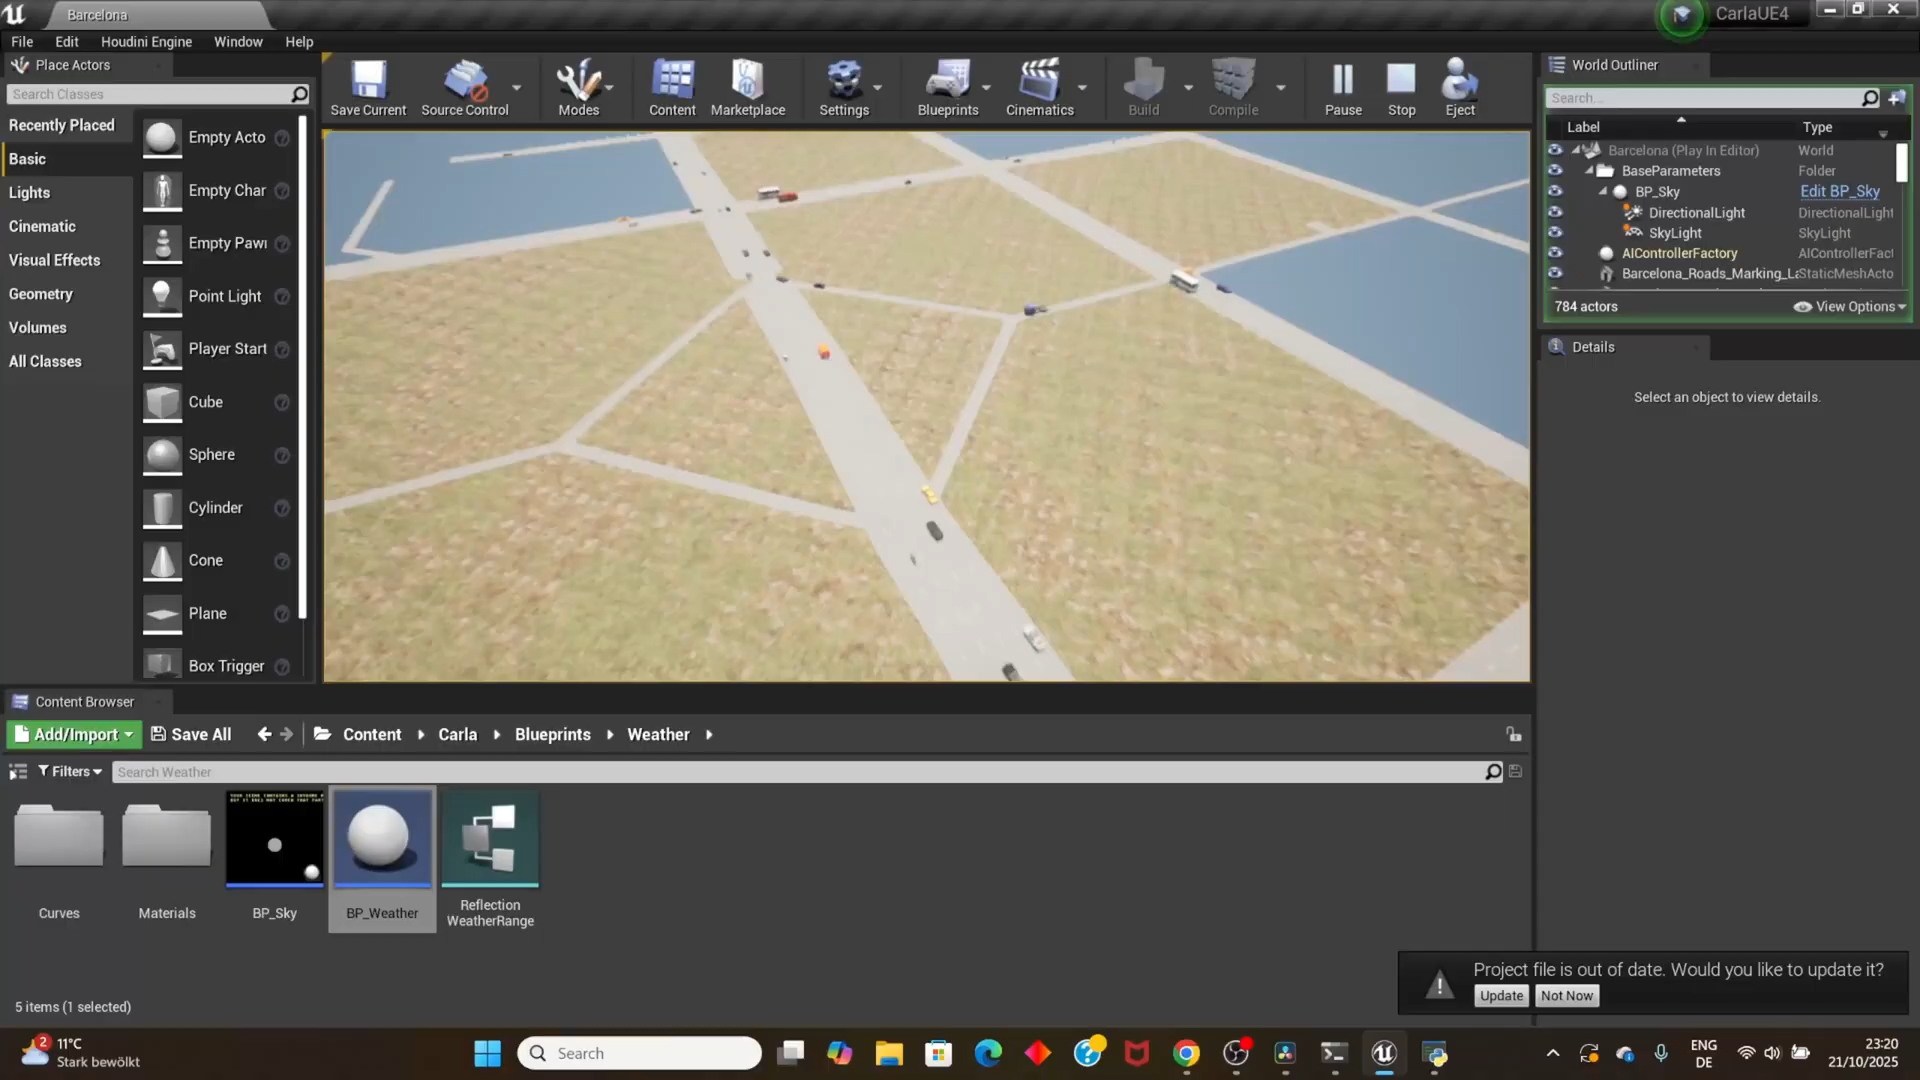 Barcelona
CarlaUE4
File Edit Houdini Engine Window Help
Place Actors
Search Classes
Recently Placed
Basic
Lights
Cinematic
Visual Effects
Geometry
Volumes
All Classes
Empty Acto
Empty Char
Empty Paw
Point Light
Player Start
Cube
Sphere
Cylinder
Cone
Plane
Box Trigger
Save Current
Source Control
Modes
Content
Marketplace
Settings
Blueprints
Cinematics
Build
Compile
Pause
Stop
Eject
World Outliner
Search...
Label Type
Barcelona (Play In Editor) World
BaseParameters Folder
BP_Sky Edit BP_Sky
DirectionalLight DirectionalLight
SkyLight SkyLight
AIControllerFactory AIControllerFact
Barcelona_Roads_Marking_La StaticMeshActo
784 actors View Options
Details
Select an object to view details.
Content Browser
Add/Import Save All Content Carla Blueprints Weather
Filters Search Weather
Curves
Materials
BP_Sky
BP_Weather
Reflection
WeatherRange
5 items (1 selected)
Project file is out of date. Would you like to update it?
Update Not Now
2
11°C
Stark bewölkt
Search
ENG
DE
23:20
21/10/2025